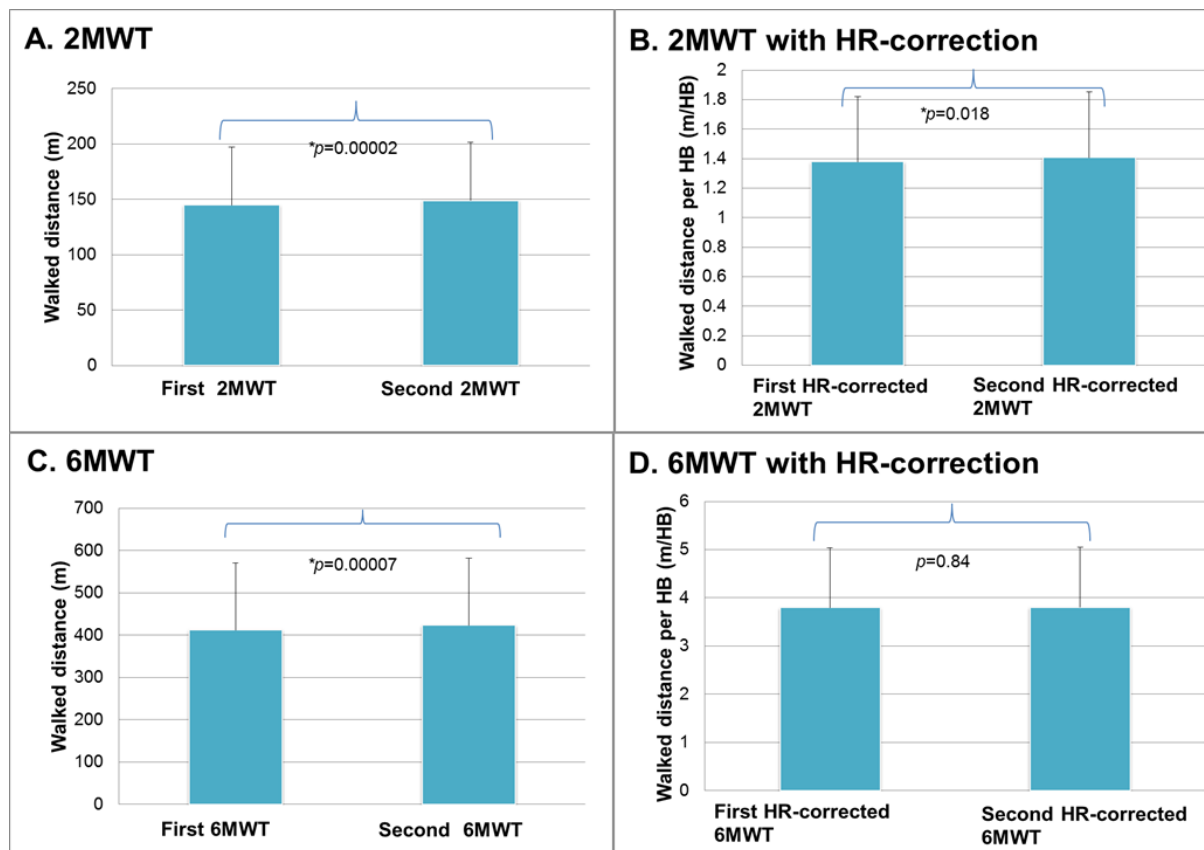 A. 2MWT
250
200
150
100
50
0
Walked distance (m)
*p=0.00002
First 2MWT
Second 2MWT
B. 2MWT with HR-correction
2
1.8
1.6
1.4
1.2
1
0.8
0.6
0.4
0.2
0
Walked distance per HB (m/HB)
*p=0.018
First HR-corrected
2MWT
Second HR-corrected
2MWT
C. 6MWT
700
600
500
400
300
200
100
0
Walked distance (m)
*p=0.00007
First 6MWT
Second 6MWT
D. 6MWT with HR-correction
6
5
4
3
2
1
0
Walked distance per HB (m/HB)
p=0.84
First HR-corrected
6MWT
Second HR-corrected
6MWT